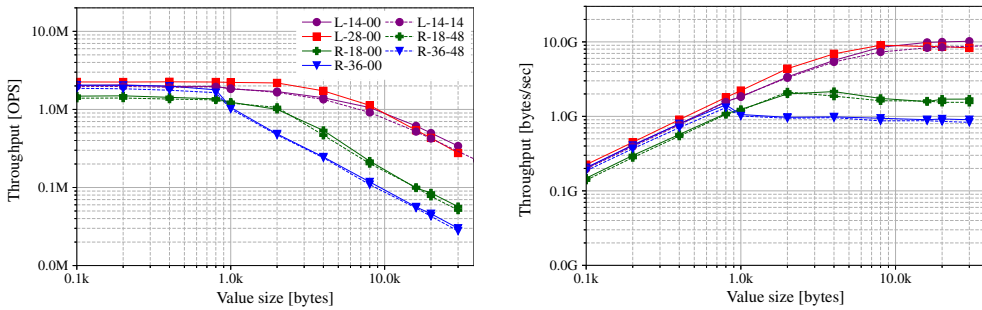 10.0M
1.0M
0.1M
0.0M
Throughput [OPS]
L-14-00
L-28-00
R-18-00
R-36-00
L-14-14
R-18-48
R-36-48
0.1k
1.0k
10.0k
Value size [bytes]
10.0G
1.0G
0.1G
0.0G
Throughput [bytes/sec]
0.1k
1.0k
10.0k
Value size [bytes]